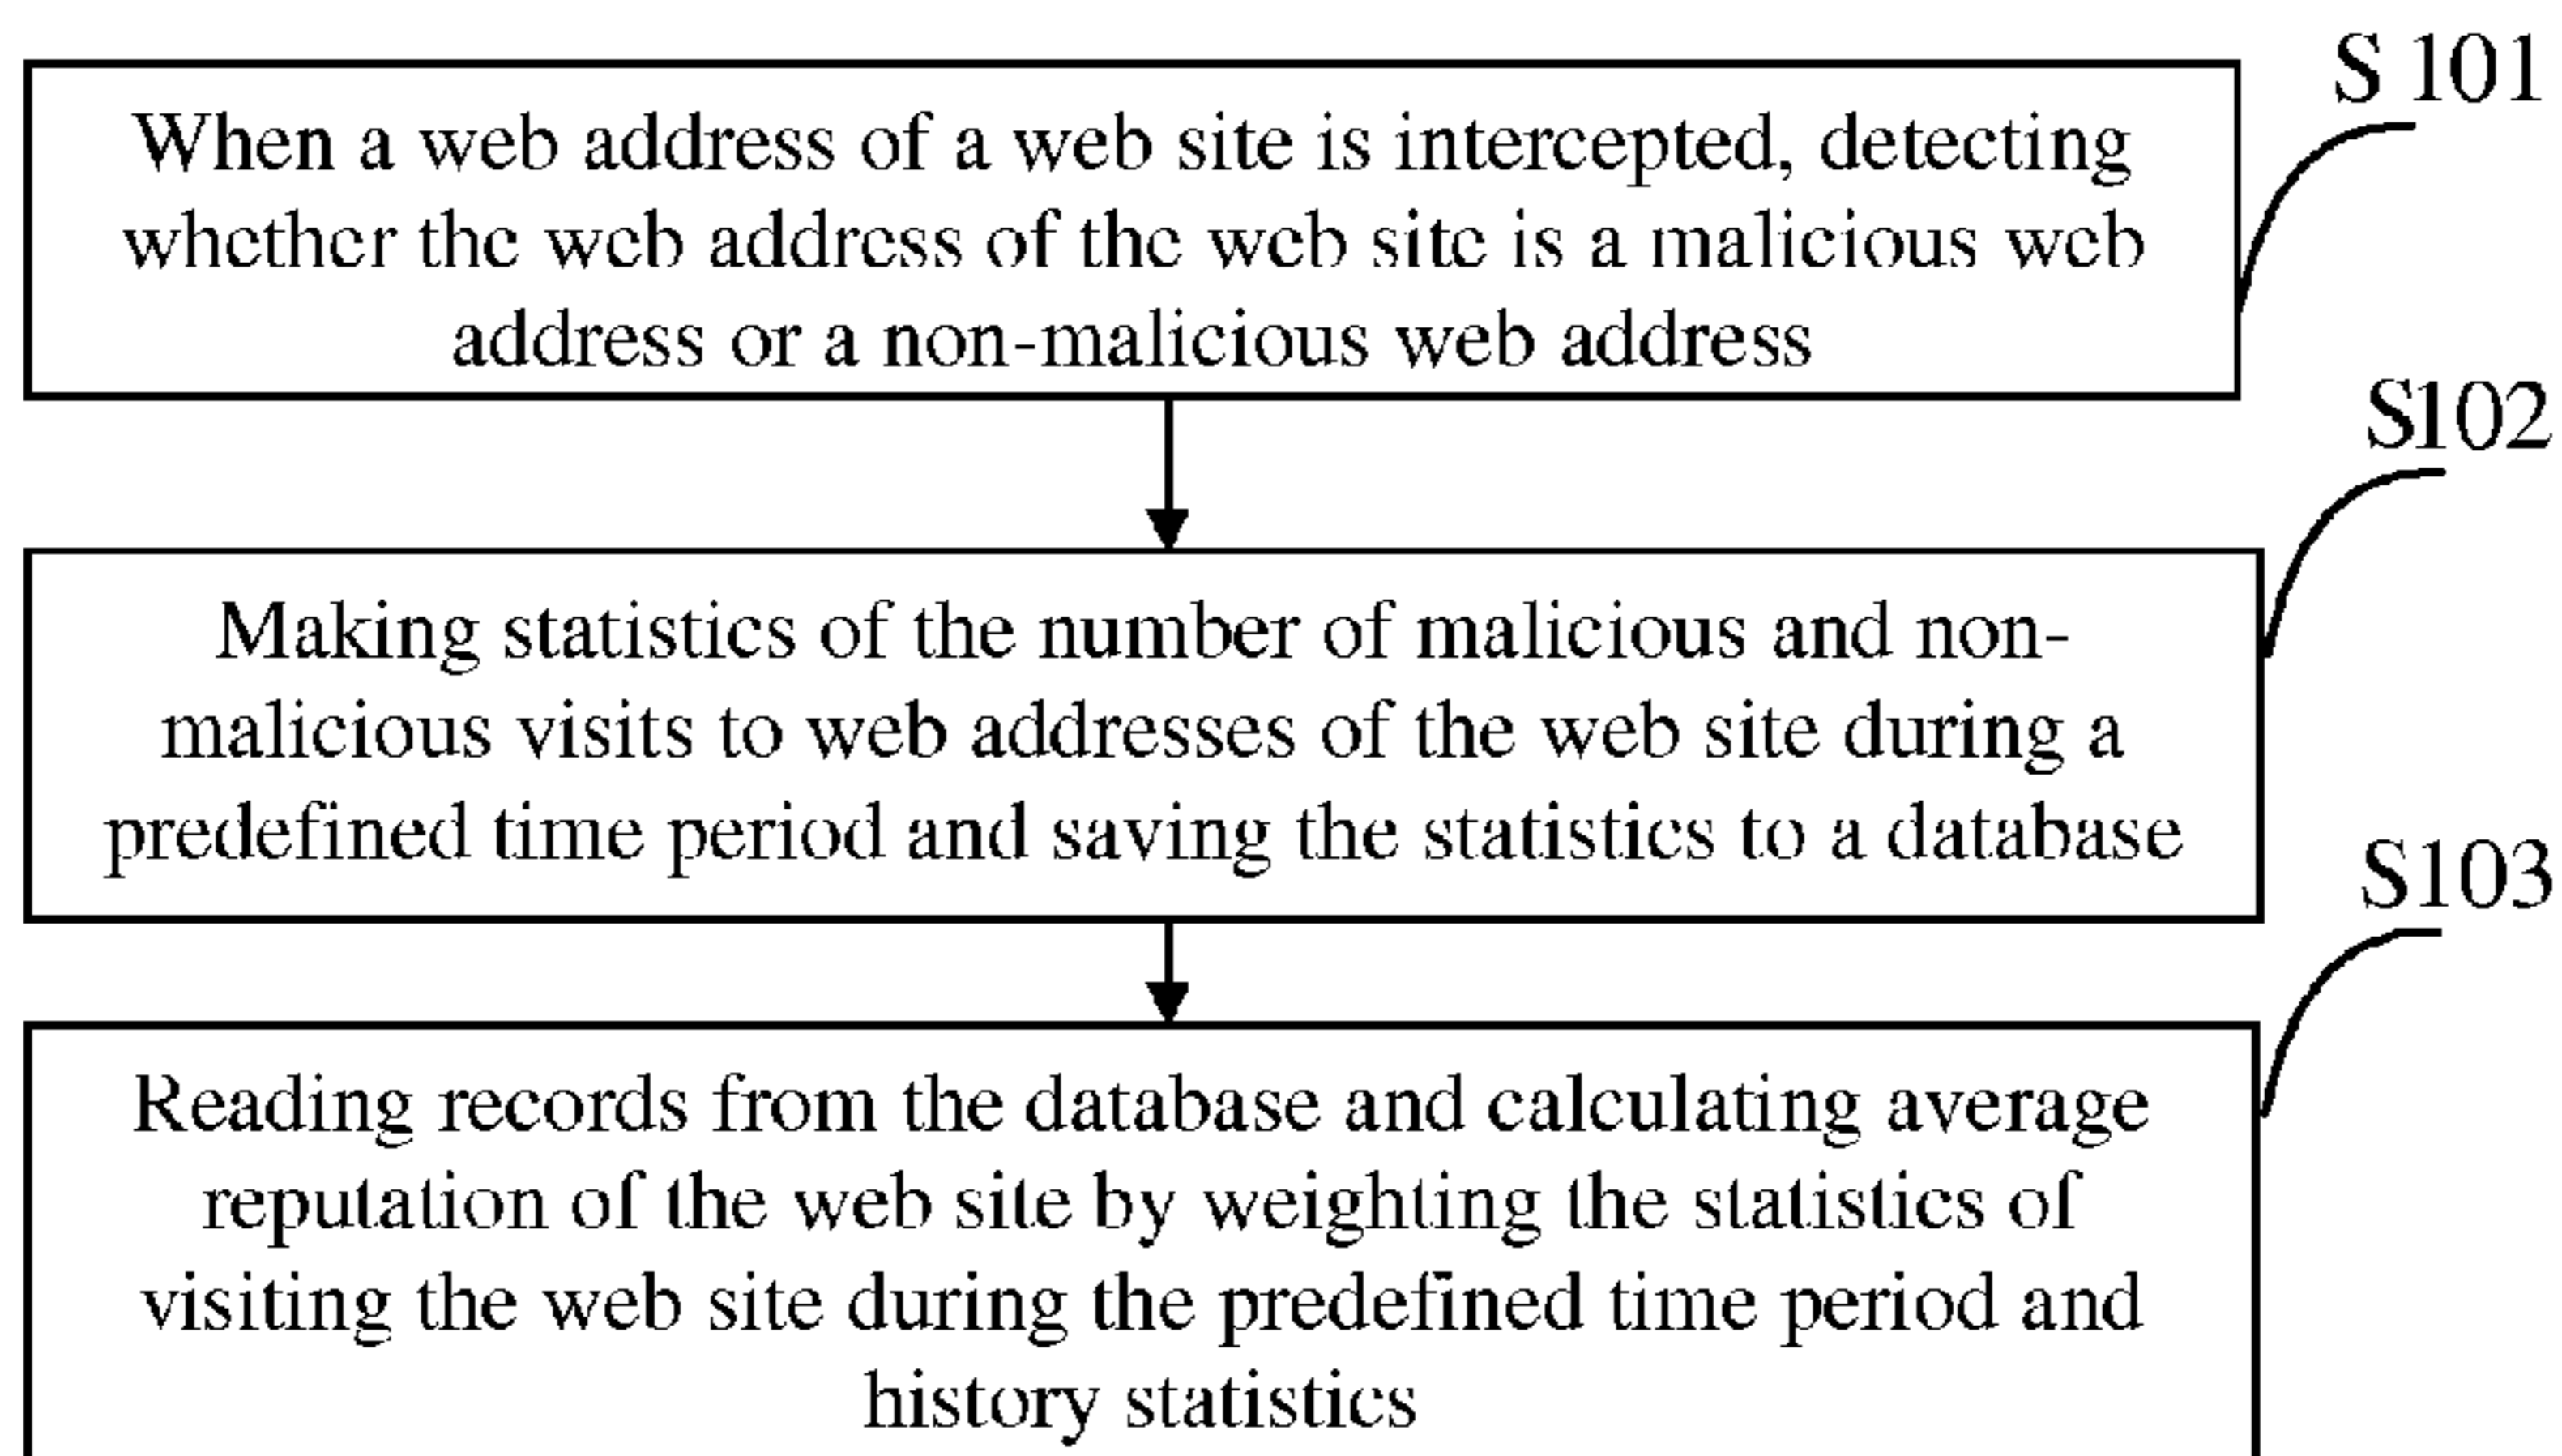 S 101
When a web address of a web site is intercepted, detecting
whether the web address of the web site is a malicious web
address or a non-malicious web address
S102
Making statistics of the number of malicious and non-
malicious visits to web addresses of the web site during a
predefined time period and saving the statistics to a database
S103
Reading records from the database and calculating average
reputation of the web site by weighting the statistics of
visiting the web site during the predefined time period and
history statistics